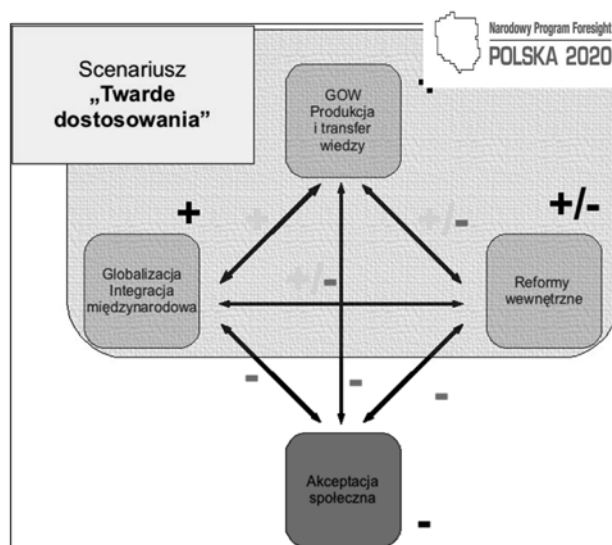 Narodowy Program Foresight
POLSKA 2020
Scenariusz
„Twarde
dostosowania”
GOW
Produkcja
i transfer
wiedzy
+
+
+/-
+/-
+/-
Globalizacja
Integracja
międzynarodowa
Reformy
wewnętrzne
-
-
-
Akceptacja
społeczna
-